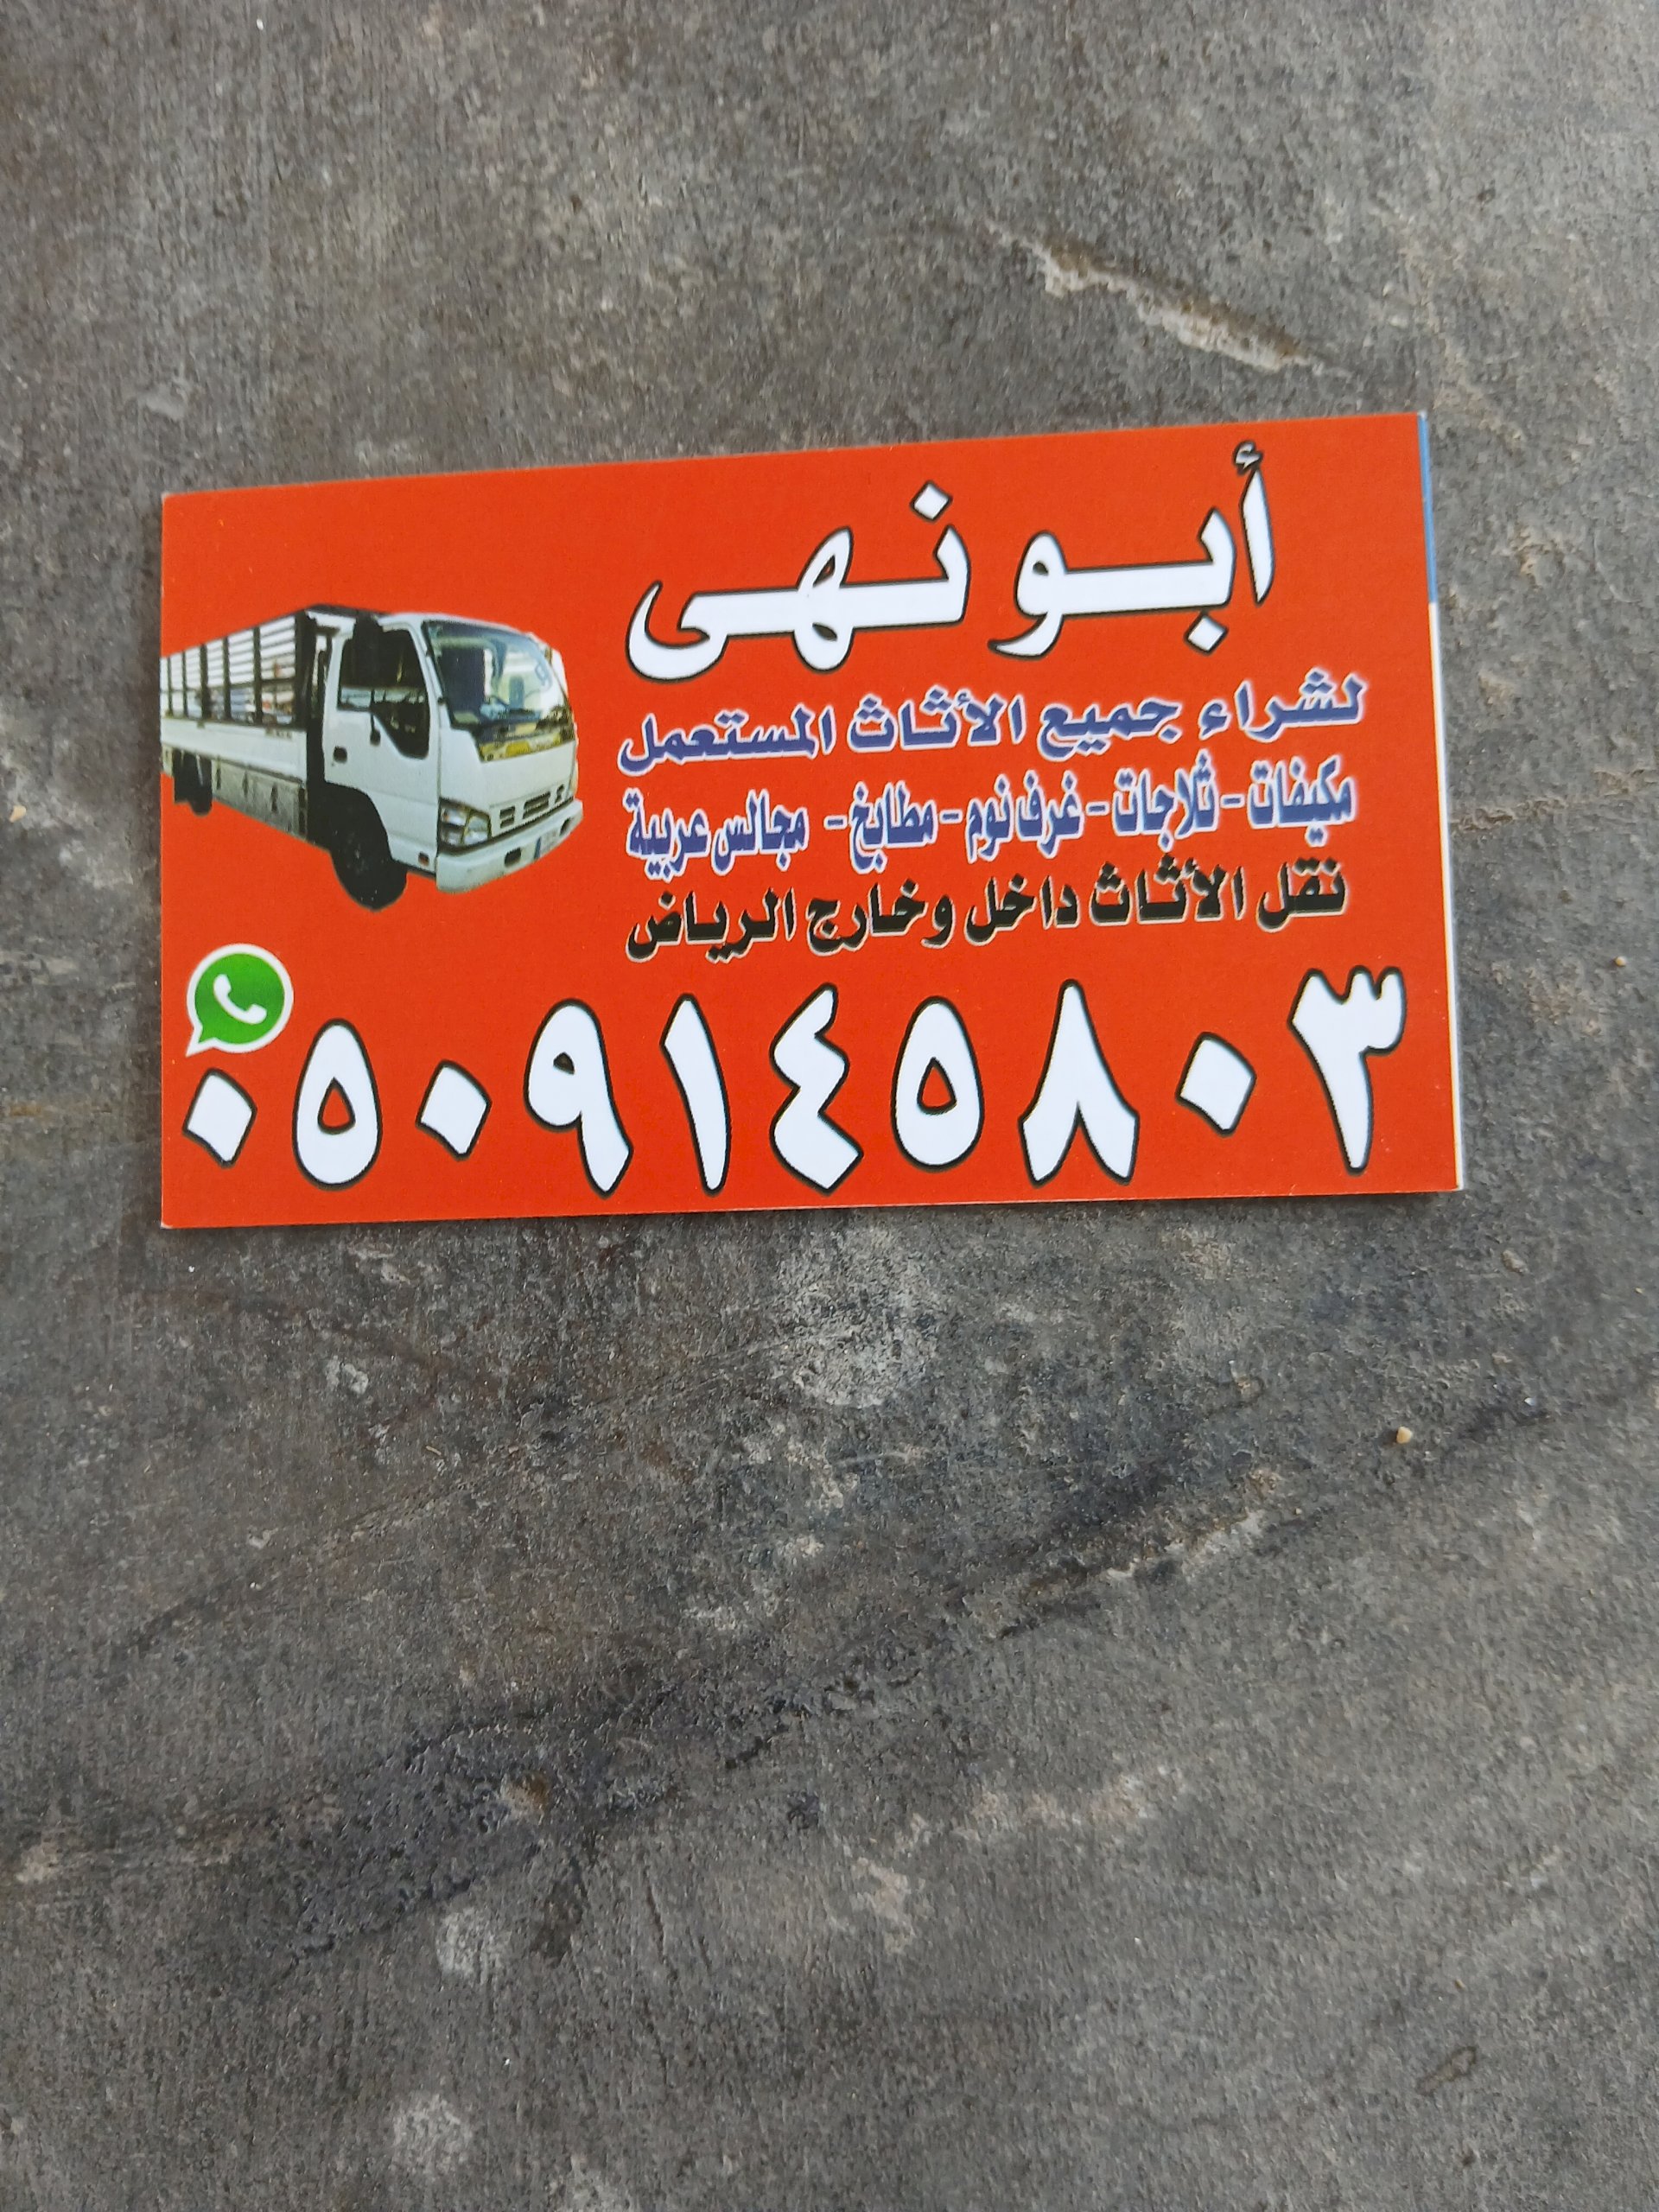 أبو نهى
لشراء جميع الأثاث المستعمل
مكيفات - ثلاجات - غرف نوم - مطابخ - مجالس عربية
نقل الأثاث داخل وخارج الرياض
٠٥٠٩١٤٥٨٠٣